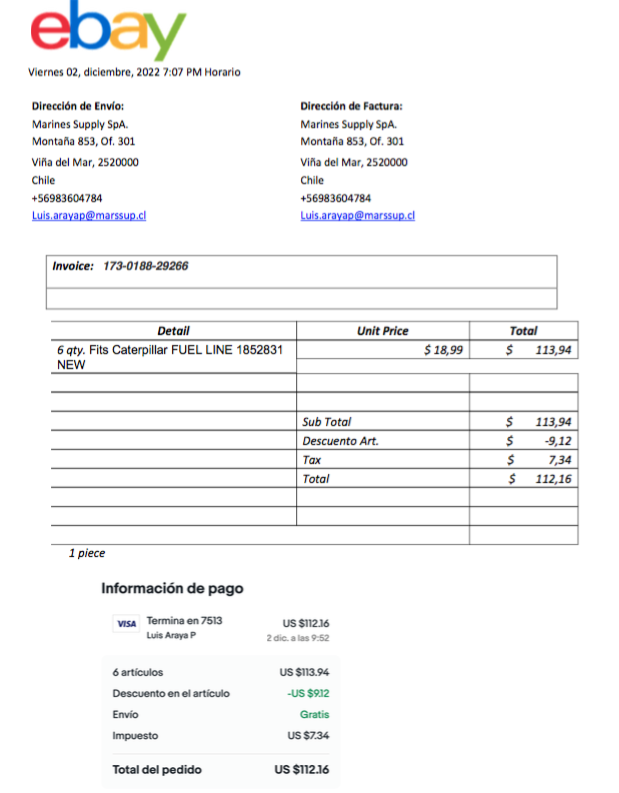 ebay
Viernes 02, diciembre, 2022 7:07 PM Horario
Dirección de Envío:
Marines Supply SpA.
Montaña 853, Of. 301
Viña del Mar, 2520000
Chile
+56983604784
Luis.arayap@marssup.cl
Dirección de Factura:
Marines Supply SpA.
Montaña 853, Of. 301
Viña del Mar, 2520000
Chile
+56983604784
Luis.arayap@marssup.cl
Invoice: 173-0188-29266
Detail Unit Price Total
6 qty. Fits Caterpillar FUEL LINE 1852831 $ 18,99 $ 113,94
NEW
Sub Total $ 113,94
Descuento Art. $ -9,12
Tax $ 7,34
Total $ 112,16
1 piece
Información de pago
VISA Termina en 7513 US $112.16
Luis Araya P 2 dic. a las 9:52
6 artículos US $113.94
Descuento en el artículo -US $9.12
Envío Gratis
Impuesto US $7.34
Total del pedido US $112.16